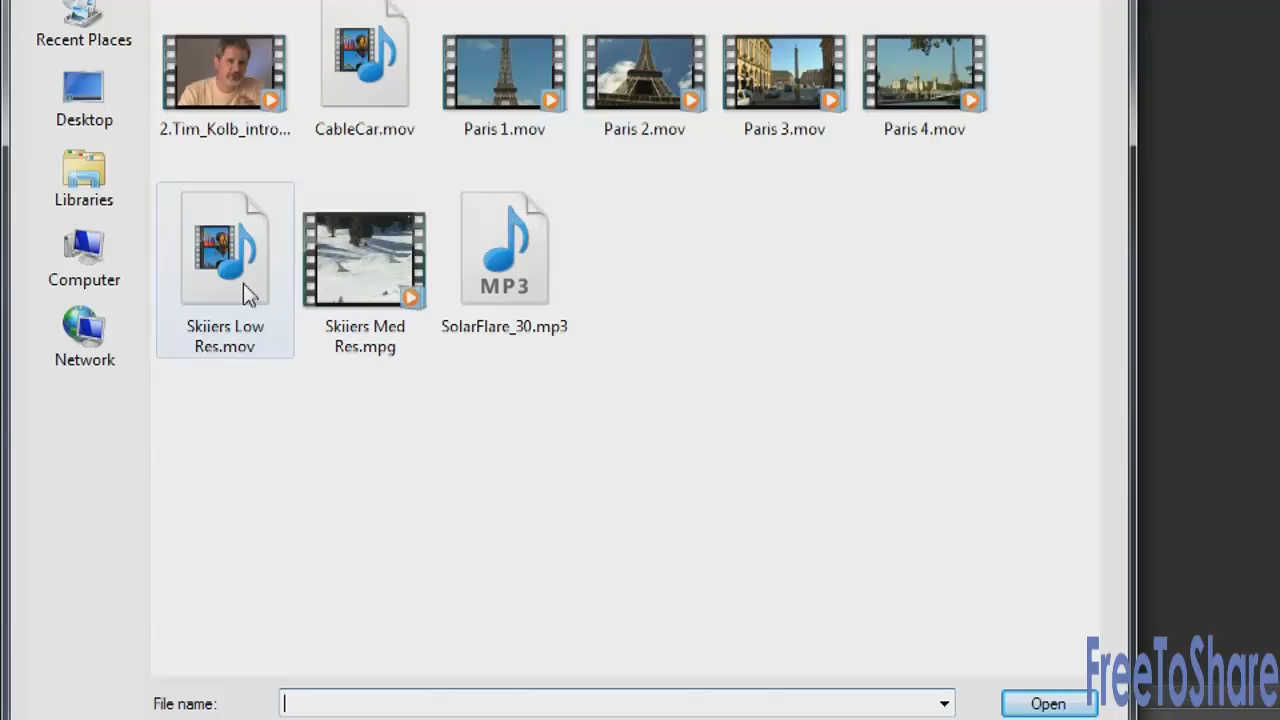 Recent Places
Desktop
Libraries
Computer
Network
2.Tim_Kolb_intro...
CableCar.mov
Paris 1.mov
Paris 2.mov
Paris 3.mov
Paris 4.mov
Skiiers Low
Res.mov
Skiiers Med
Res.mpg
MP3
SolarFlare_30.mp3
File name:
Open
FreeToShare